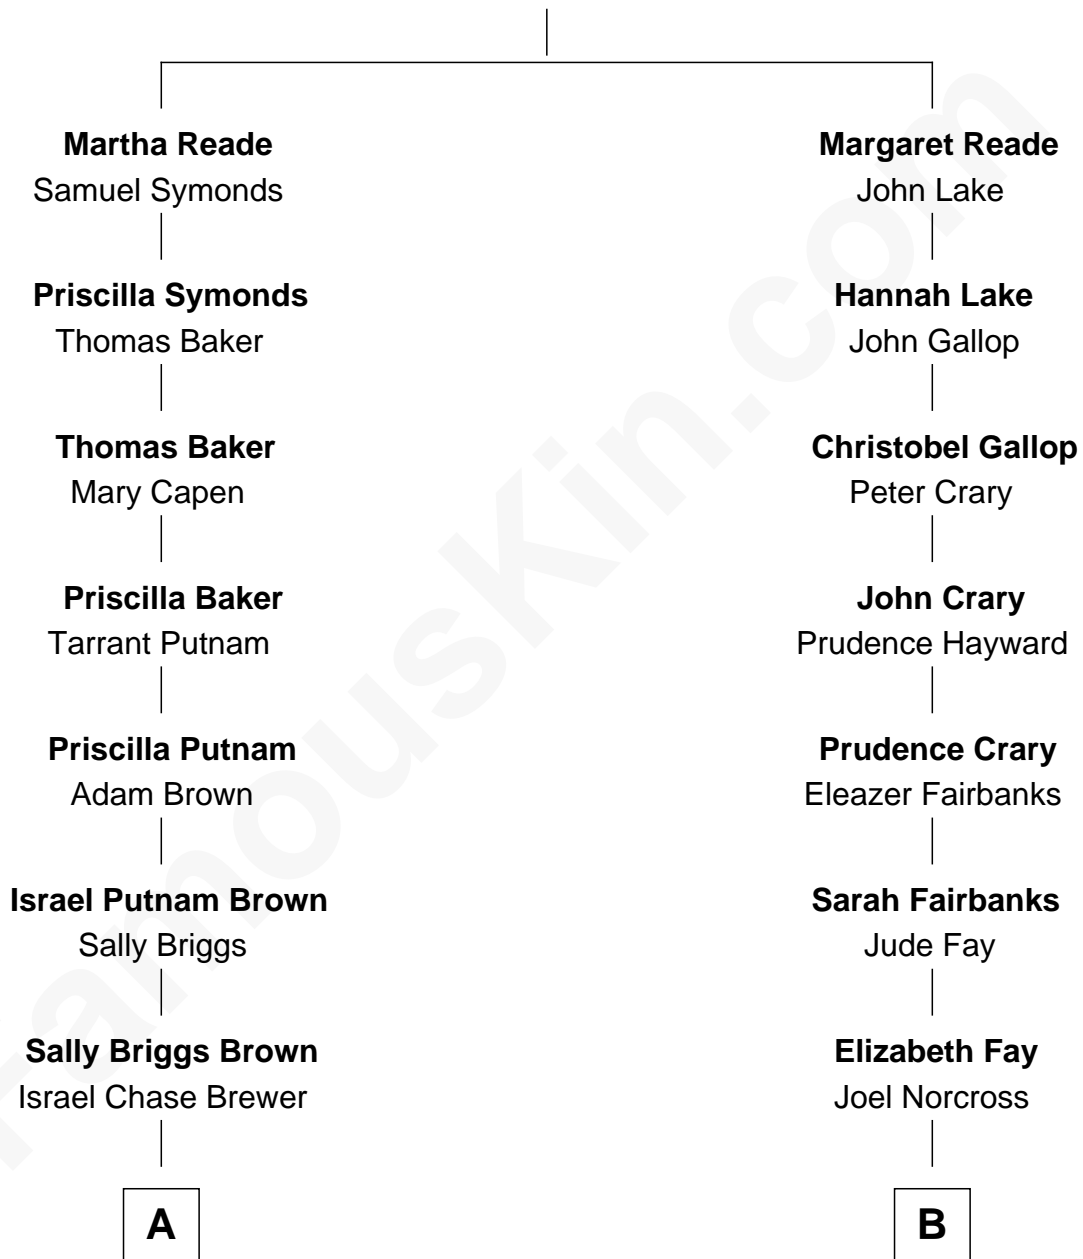 Martha Reade
Samuel Symonds
Priscilla Symonds
Thomas Baker
Thomas Baker
Mary Capen
Priscilla Baker
Tarrant Putnam
Priscilla Putnam
Adam Brown
Israel Putnam Brown
Sally Briggs
Sally Briggs Brown
Israel Chase Brewer
A
Margaret Reade
John Lake
Hannah Lake
John Gallop
Christobel Gallop
Peter Crary
John Crary
Prudence Hayward
Prudence Crary
Eleazer Fairbanks
Sarah Fairbanks
Jude Fay
Elizabeth Fay
Joel Norcross
B
FamousKin.com